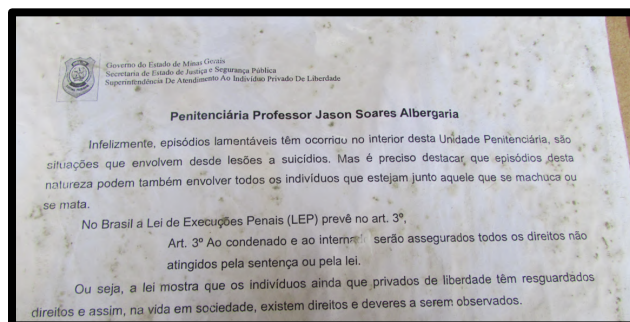 Governo do Estado de Minas Gerais
Secretaria de Estado de Justiça e Segurança Pública
Superintendência De Atendimento Ao Indivíduo Privado De Liberdade
Penitenciária Professor Jason Soares Albergaria
Infelizmente, episódios lamentáveis têm ocorriou no interior desta Unidade Penitenciária, são
situações que envolvem desde lesões a suicídios. Mas é preciso destacar que episódios desta
natureza podem também envolver todos os indivíduos que estejam junto aquele que se machuca ou
se mata.
No Brasil a Lei de Execuções Penais (LEP) prevê no art. 3º,
Art. 3º Ao condenado e ao serão assegurados todos os direitos não
atingidos pela sentença ou pela lei.
Ou seja, a lei mostra que os indivíduos ainda que privados de liberdade têm resguardados
direitos e assim, na vida em sociedade, existem direitos e deveres a serem observados.